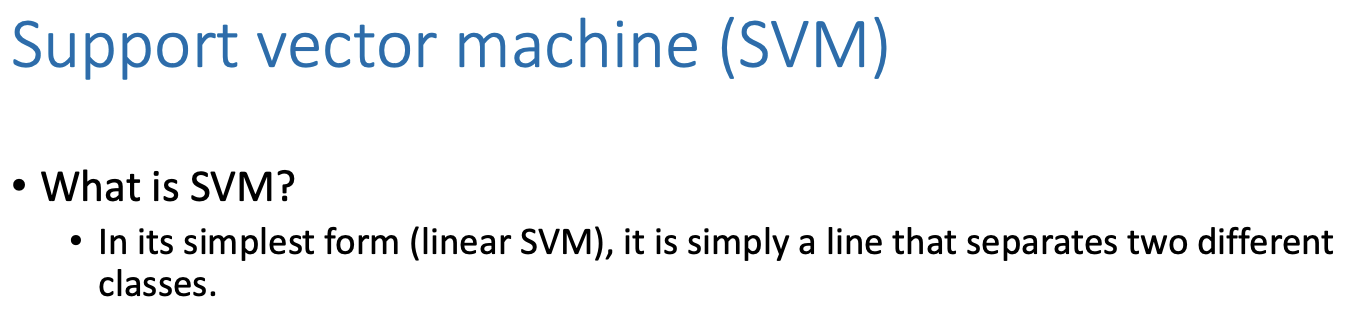 Support vector machine (SVM)
• What is SVM?
• In its simplest form (linear SVM), it is simply a line that separates two different
classes.